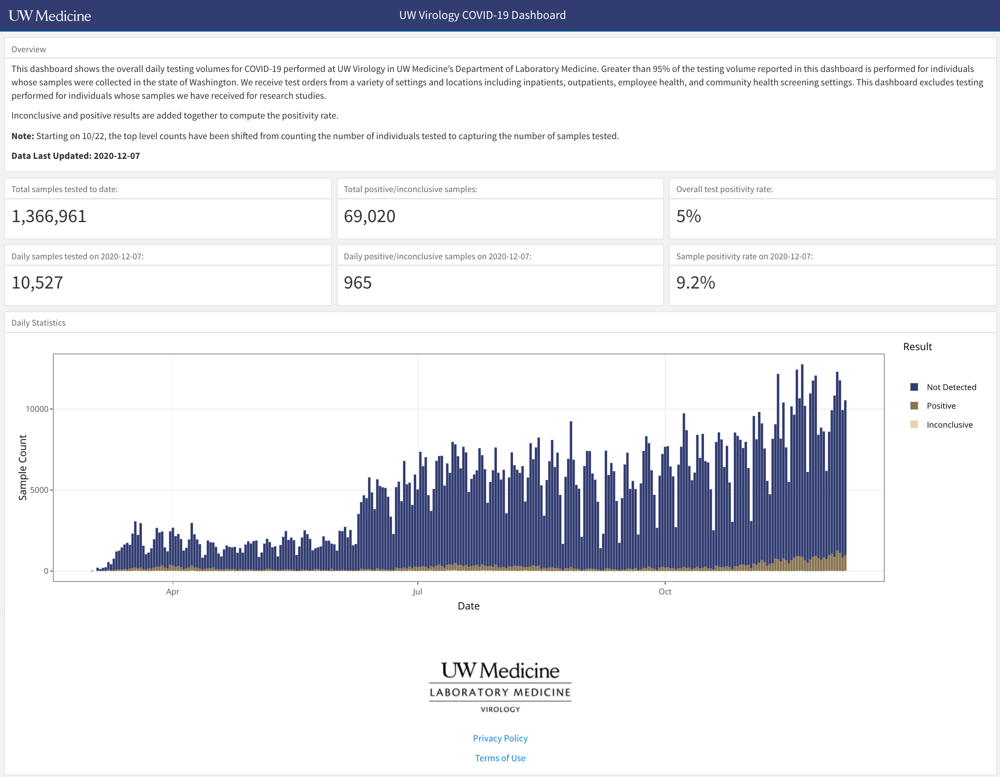 UW Medicine
UW Virology COVID-19 Dashboard
Overview
This dashboard shows the overall daily testing volumes for COVID-19 performed at UW Virology in UW Medicine’s Department of Laboratory Medicine. Greater than 95% of the testing volume reported in this dashboard is performed for individuals
whose samples were collected in the state of Washington. We receive test orders from a variety of settings and locations including inpatients, outpatients, employee health, and community health screening settings. This dashboard excludes testing
performed for individuals whose samples we have received for research studies.
Inconclusive and positive results are added together to compute the positivity rate.
Note: Starting on 10/22, the top level counts have been shifted from counting the number of individuals tested to capturing the number of samples tested.
Data Last Updated: 2020-12-07
Total samples tested to date:
1,366,961
Total positive/inconclusive samples:
69,020
Overall test positivity rate:
5%
Daily samples tested on 2020-12-07:
10,527
Daily positive/inconclusive samples on 2020-12-07:
965
Sample positivity rate on 2020-12-07:
9.2%
Daily Statistics
Result
Not Detected
Positive
Inconclusive
Sample Count
10000
5000
0
Apr
Jul
Oct
Date
UW Medicine
LABORATORY MEDICINE
VIROLOGY
Privacy Policy
Terms of Use